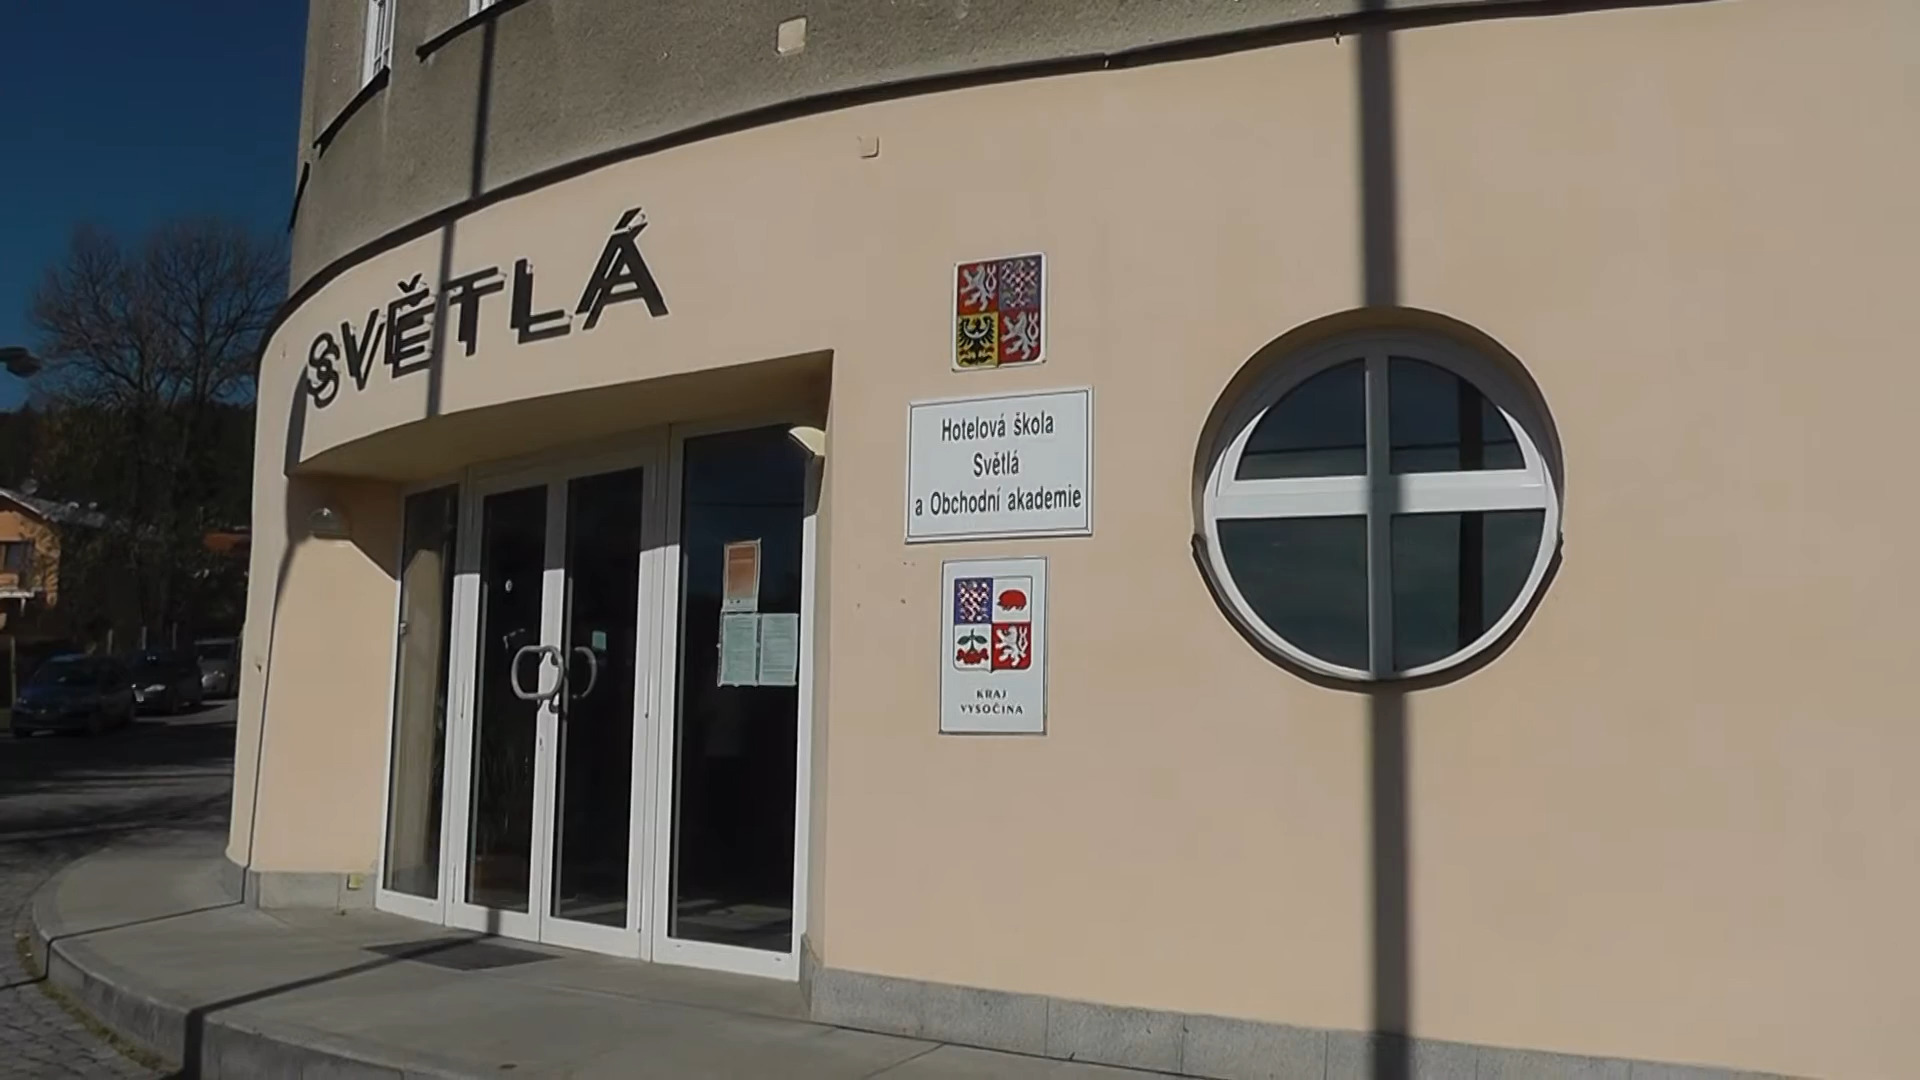 SVĚTLÁ
Hotelová škola
Světlá
a Obchodní akademie
KRAJ
VYSOČINA